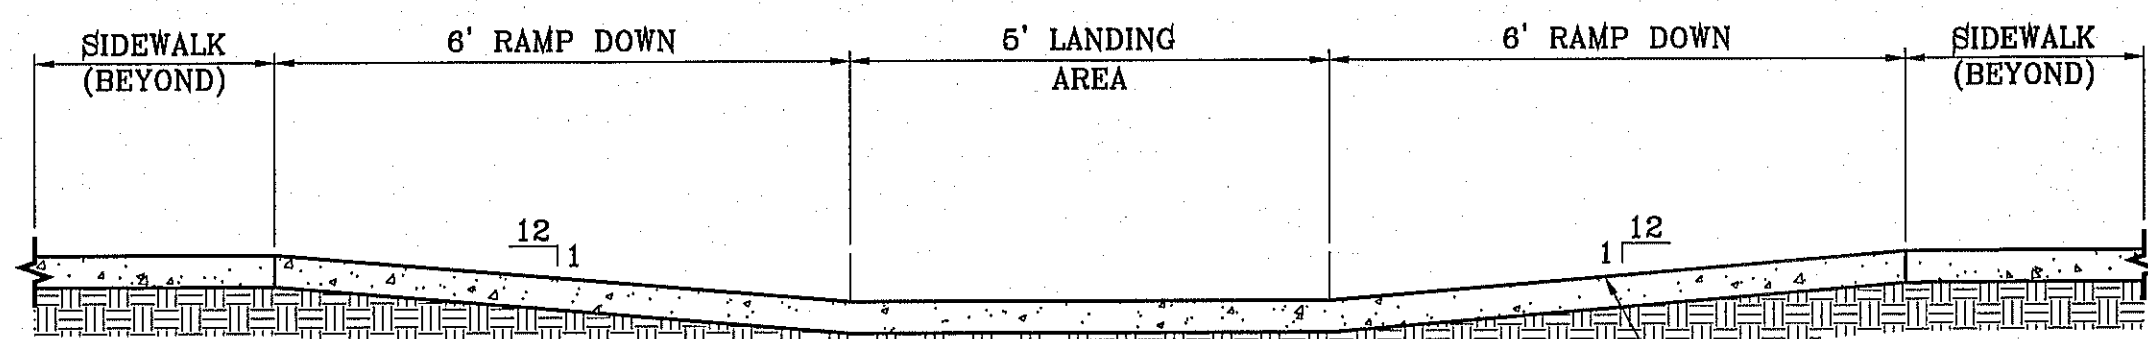 SIDEWALK
(BEYOND)
6' RAMP DOWN
5' LANDING
AREA
6' RAMP DOWN
SIDEWALK
(BEYOND)
12
1
1
12